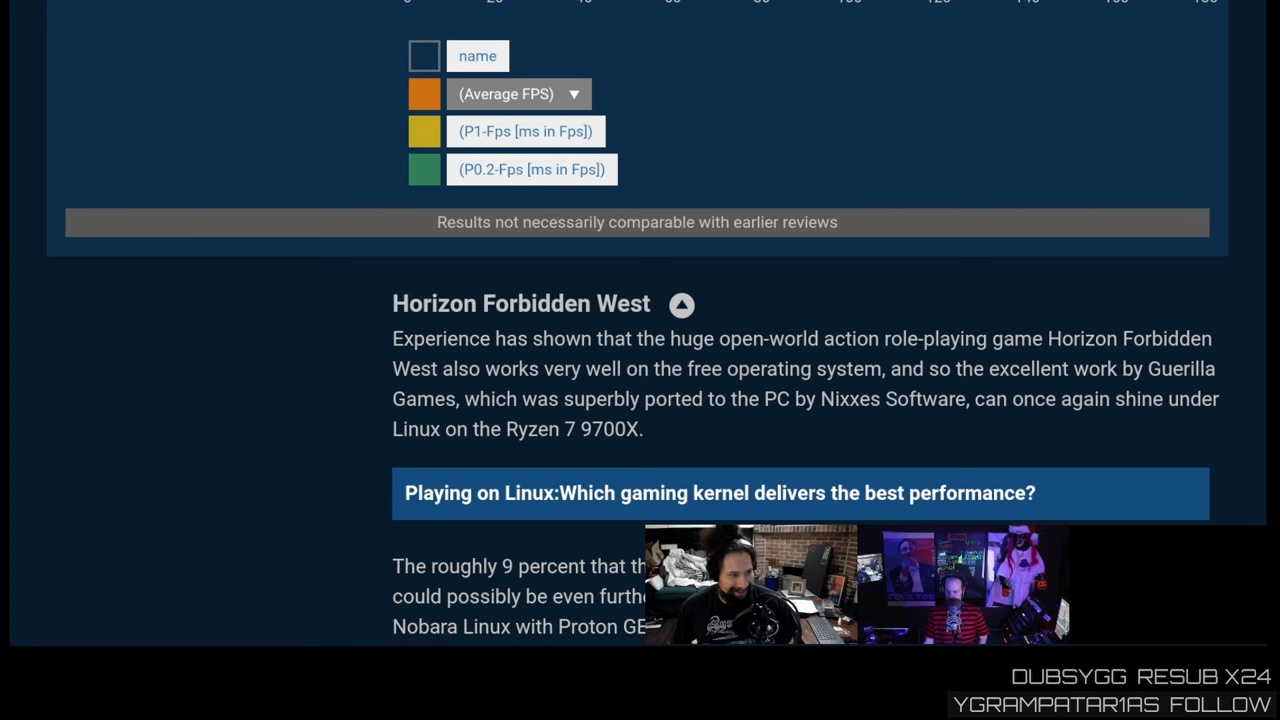 name
(Average FPS) ▼
(P1-Fps [ms in Fps])
(P0.2-Fps [ms in Fps])
Results not necessarily comparable with earlier reviews
Horizon Forbidden West
Experience has shown that the huge open-world action role-playing game Horizon Forbidden
West also works very well on the free operating system, and so the excellent work by Guerilla
Games, which was superbly ported to the PC by Nixxes Software, can once again shine under
Linux on the Ryzen 7 9700X.
Playing on Linux:Which gaming kernel delivers the best performance?
The roughly 9 percent that
could possibly be even
Nobara Linux with Proton GE
DUBSYGG RESUB X24
YGRAMPATAR1AS FOLLOW